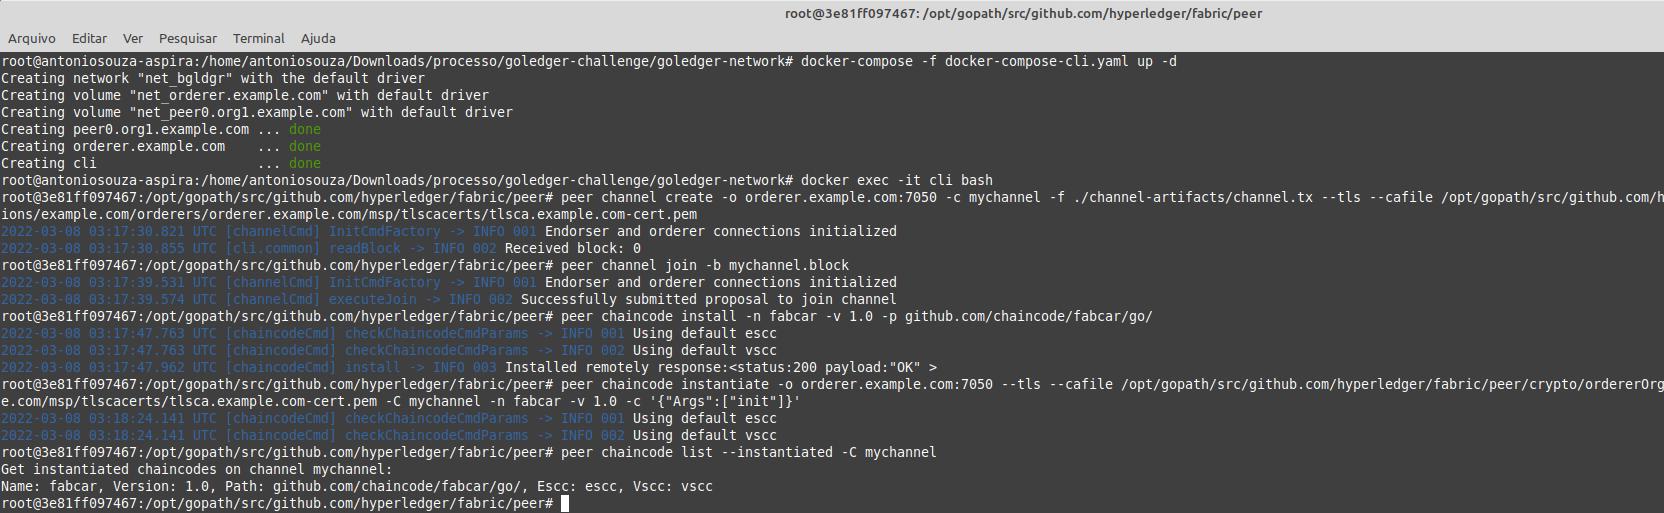 root@3e81ff097467: /opt/gopath/src/github.com/hyperledger/fabric/peer
Arquivo Editar Ver Pesquisar Terminal Ajuda
root@antoniosouza-aspira:/home/antoniosouza/Downloads/processo/goledger-challenge/goledger-network# docker-compose -f docker-compose-cli.yaml up -d
Creating network "net_bgldgr" with the default driver
Creating volume "net_orderer.example.com" with default driver
Creating volume "net_peer0.org1.example.com" with default driver
Creating peer0.org1.example.com ... done
Creating orderer.example.com    ... done
Creating cli                    ... done
root@antoniosouza-aspira:/home/antoniosouza/Downloads/processo/goledger-challenge/goledger-network# docker exec -it cli bash
root@3e81ff097467:/opt/gopath/src/github.com/hyperledger/fabric/peer# peer channel create -o orderer.example.com:7050 -c mychannel -f ./channel-artifacts/channel.tx --tls --cafile /opt/gopath/src/github.com/h
ions/example.com/orderers/orderer.example.com/msp/tlscacerts/tlsca.example.com-cert.pem
2022-03-08 03:17:30.821 UTC [channelCmd] InitCmdFactory -> INFO 001 Endorser and orderer connections initialized
2022-03-08 03:17:30.855 UTC [cli.common] readBlock -> INFO 002 Received block: 0
root@3e81ff097467:/opt/gopath/src/github.com/hyperledger/fabric/peer# peer channel join -b mychannel.block
2022-03-08 03:17:39.531 UTC [channelCmd] InitCmdFactory -> INFO 001 Endorser and orderer connections initialized
2022-03-08 03:17:39.574 UTC [channelCmd] executeJoin -> INFO 002 Successfully submitted proposal to join channel
root@3e81ff097467:/opt/gopath/src/github.com/hyperledger/fabric/peer# peer chaincode install -n fabcar -v 1.0 -p github.com/chaincode/fabcar/go/
2022-03-08 03:17:47.763 UTC [chaincodeCmd] checkChaincodeCmdParams -> INFO 001 Using default escc
2022-03-08 03:17:47.763 UTC [chaincodeCmd] checkChaincodeCmdParams -> INFO 002 Using default vscc
2022-03-08 03:17:47.962 UTC [chaincodeCmd] install -> INFO 003 Installed remotely response:<status:200 payload:"OK" >
root@3e81ff097467:/opt/gopath/src/github.com/hyperledger/fabric/peer# peer chaincode instantiate -o orderer.example.com:7050 --tls --cafile /opt/gopath/src/github.com/hyperledger/fabric/peer/crypto/ordererOrg
e.com/msp/tlscacerts/tlsca.example.com-cert.pem -C mychannel -n fabcar -v 1.0 -c '{"Args":["init"]}'
2022-03-08 03:18:24.141 UTC [chaincodeCmd] checkChaincodeCmdParams -> INFO 001 Using default escc
2022-03-08 03:18:24.141 UTC [chaincodeCmd] checkChaincodeCmdParams -> INFO 002 Using default vscc
root@3e81ff097467:/opt/gopath/src/github.com/hyperledger/fabric/peer# peer chaincode list --instantiated -C mychannel
Get instantiated chaincodes on channel mychannel:
Name: fabcar, Version: 1.0, Path: github.com/chaincode/fabcar/go/, Escc: escc, Vscc: vscc
root@3e81ff097467:/opt/gopath/src/github.com/hyperledger/fabric/peer#